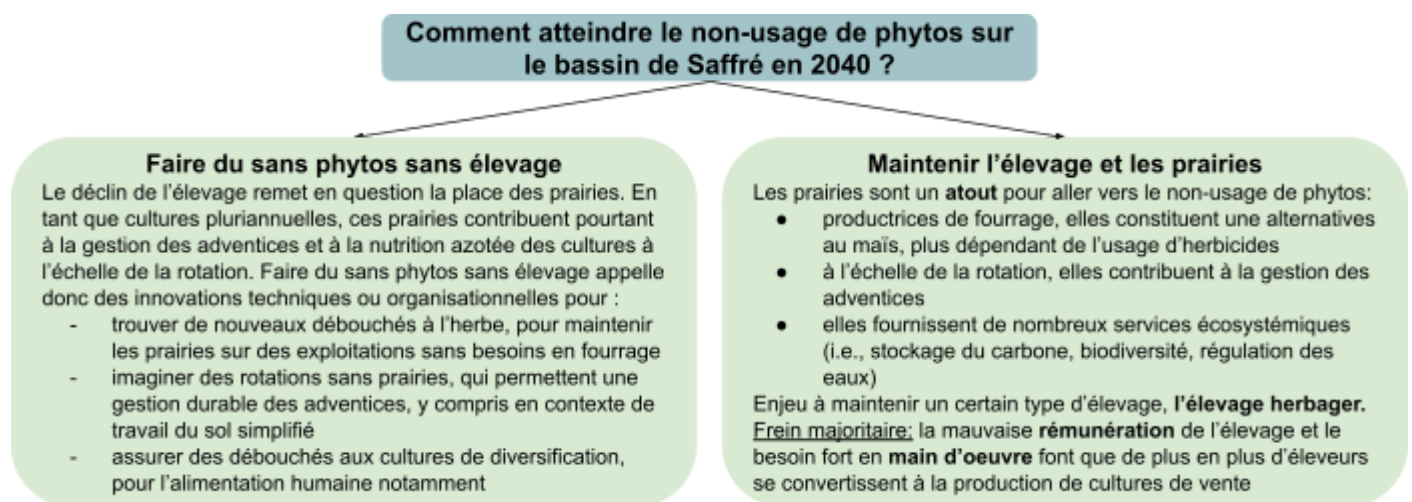 Comment atteindre le non-usage de phytos sur
le bassin de Saffré en 2040 ?
Faire du sans phytos sans élevage
Le déclin de l'élevage remet en question la place des prairies. En
tant que cultures pluriannuelles, ces prairies contribuent pourtant
à la gestion des adventices et à la nutrition azotée des cultures à
l'échelle de la rotation. Faire du sans phytos sans élevage appelle
donc des innovations techniques ou organisationnelles pour :
- trouver de nouveaux débouchés à l'herbe, pour maintenir
les prairies sur des exploitations sans besoins en fourrage
- imaginer des rotations sans prairies, qui permettent une
gestion durable des adventices, y compris en contexte de
travail du sol simplifié
- assurer des débouchés aux cultures de diversification,
pour l'alimentation humaine notamment
Maintenir l'élevage et les prairies
Les prairies sont un atout pour aller vers le non-usage de phytos:
● productrices de fourrage, elles constituent une alternatives
au maïs, plus dépendant de l'usage d'herbicides
● à l'échelle de la rotation, elles contribuent à la gestion des
adventices
● elles fournissent de nombreux services écosystémiques
(i.e., stockage du carbone, biodiversité, régulation des
eaux)
Enjeu à maintenir un certain type d'élevage, l'élevage herbager.
Frein majoritaire: la mauvaise rémunération de l'élevage et le
besoin fort en main d'oeuvre font que de plus en plus d'éleveurs
se convertissent à la production de cultures de vente